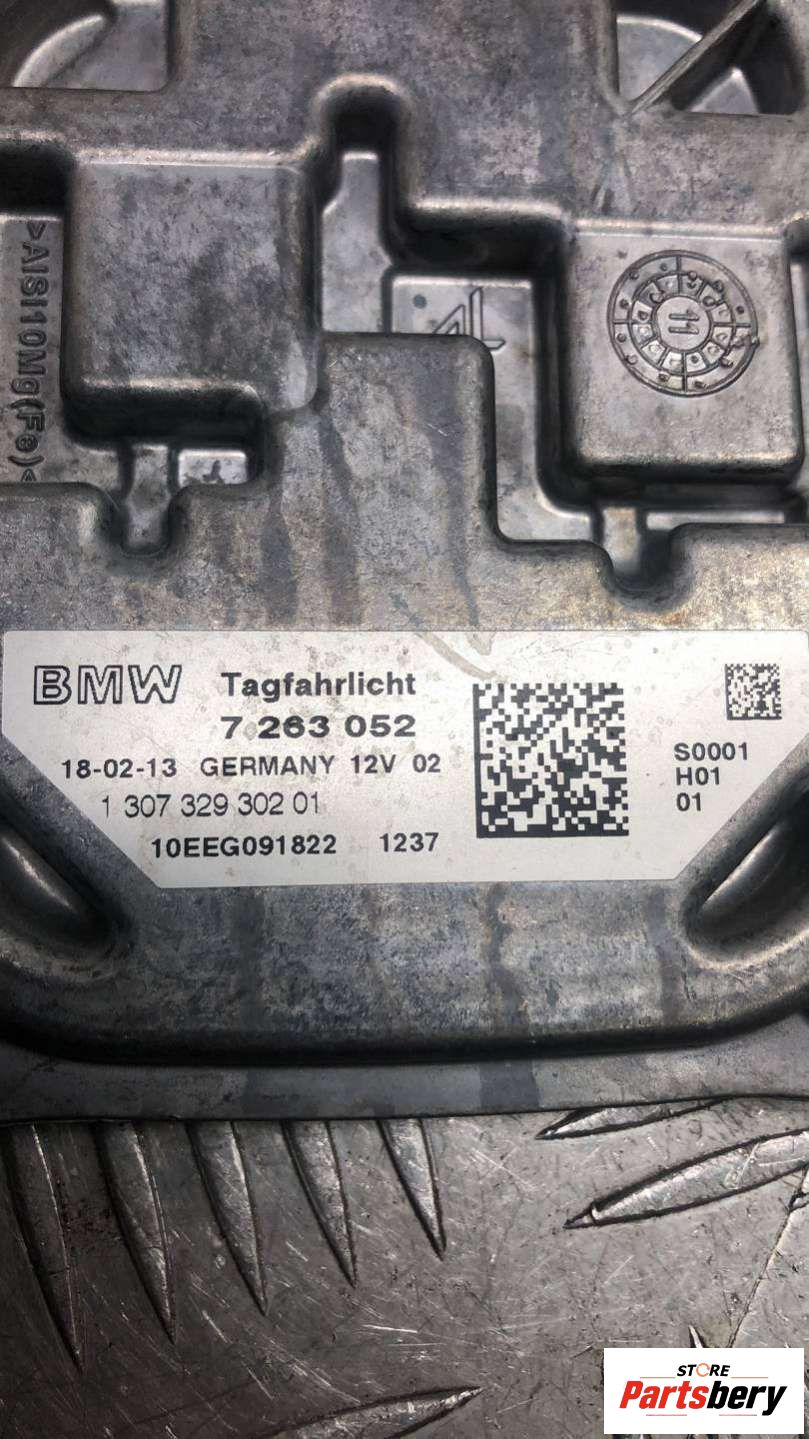 >AlSi10Mg(Fe)<
11
BMW Tagfahrlicht
7 263 052
18-02-13 GERMANY 12V 02
1 307 329 302 01
10EEG091822 1237
S0001
H01
01
STORE
Partsbery